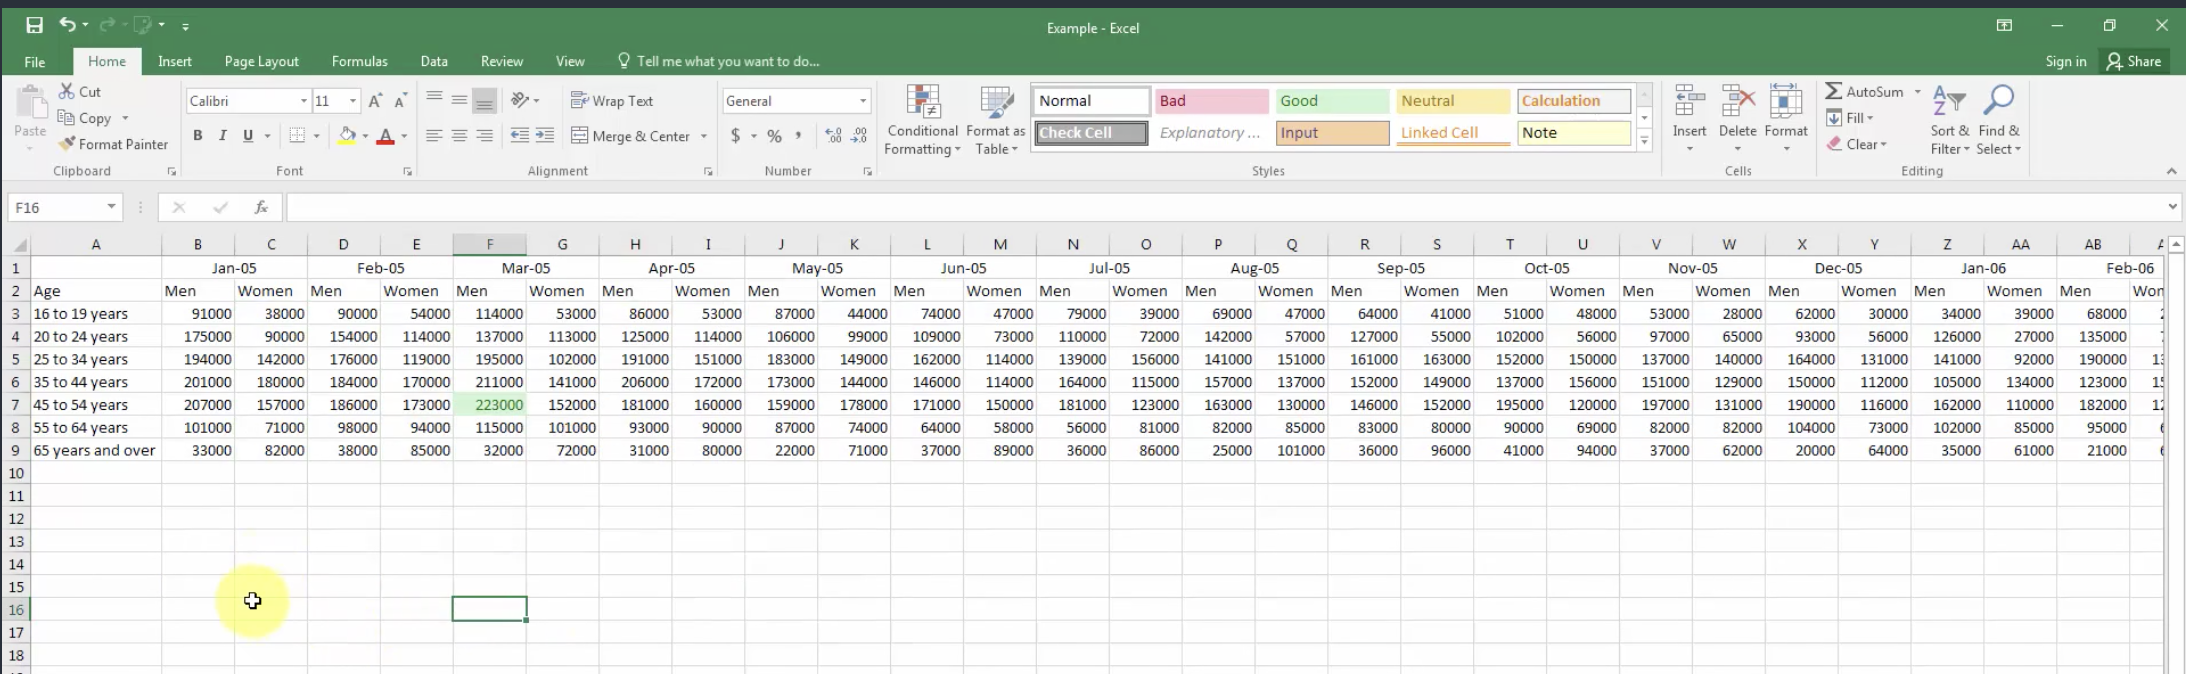 Example - Excel
File Home Insert Page Layout Formulas Data Review View Tell me what you want to do... Sign in Share
Cut Calibri 11 A A Wrap Text General Normal Bad Good Neutral Calculation AutoSum
Paste Copy B I U A Merge & Center $ % , .00 .0 Conditional Formatting Format as Table Check Cell Explanatory ... Input Linked Cell Note Insert Delete Format Fill Sort & Filter Find & Select
Format Painter Clear
Clipboard Font Alignment Number Styles Cells Editing
F16 fx
A B C D E F G H I J K L M N O P Q R S T U V W X Y Z AA AB
1 Jan-05 Feb-05 Mar-05 Apr-05 May-05 Jun-05 Jul-05 Aug-05 Sep-05 Oct-05 Nov-05 Dec-05 Jan-06 Feb-06
2 Age Men Women Men Women Men Women Men Women Men Women Men Women Men Women Men Women Men Women Men Women Men Women Men Women Men Women Men
3 16 to 19 years 91000 38000 90000 54000 114000 53000 86000 53000 87000 44000 74000 47000 79000 39000 69000 47000 64000 41000 51000 48000 53000 28000 62000 30000 34000 39000 68000
4 20 to 24 years 175000 90000 154000 114000 137000 113000 125000 114000 106000 99000 109000 73000 110000 72000 142000 57000 127000 55000 102000 56000 97000 65000 93000 56000 126000 27000 135000
5 25 to 34 years 194000 142000 176000 119000 195000 102000 191000 151000 183000 149000 162000 114000 139000 156000 141000 151000 161000 163000 152000 150000 137000 140000 164000 131000 141000 92000 190000
6 35 to 44 years 201000 180000 184000 170000 211000 141000 206000 172000 173000 144000 146000 114000 164000 115000 157000 137000 152000 149000 137000 156000 151000 129000 150000 112000 105000 134000 123000
7 45 to 54 years 207000 157000 186000 173000 223000 152000 181000 160000 159000 178000 171000 150000 181000 123000 163000 130000 146000 152000 195000 120000 197000 131000 190000 116000 162000 110000 182000
8 55 to 64 years 101000 71000 98000 94000 115000 101000 93000 90000 87000 74000 64000 58000 56000 81000 82000 85000 83000 80000 90000 69000 82000 82000 104000 73000 102000 85000 95000
9 65 years and over 33000 82000 38000 85000 32000 72000 31000 80000 22000 71000 37000 89000 36000 86000 25000 101000 36000 96000 41000 94000 37000 62000 20000 64000 35000 61000 21000
10
11
12
13
14
15
16
17
18